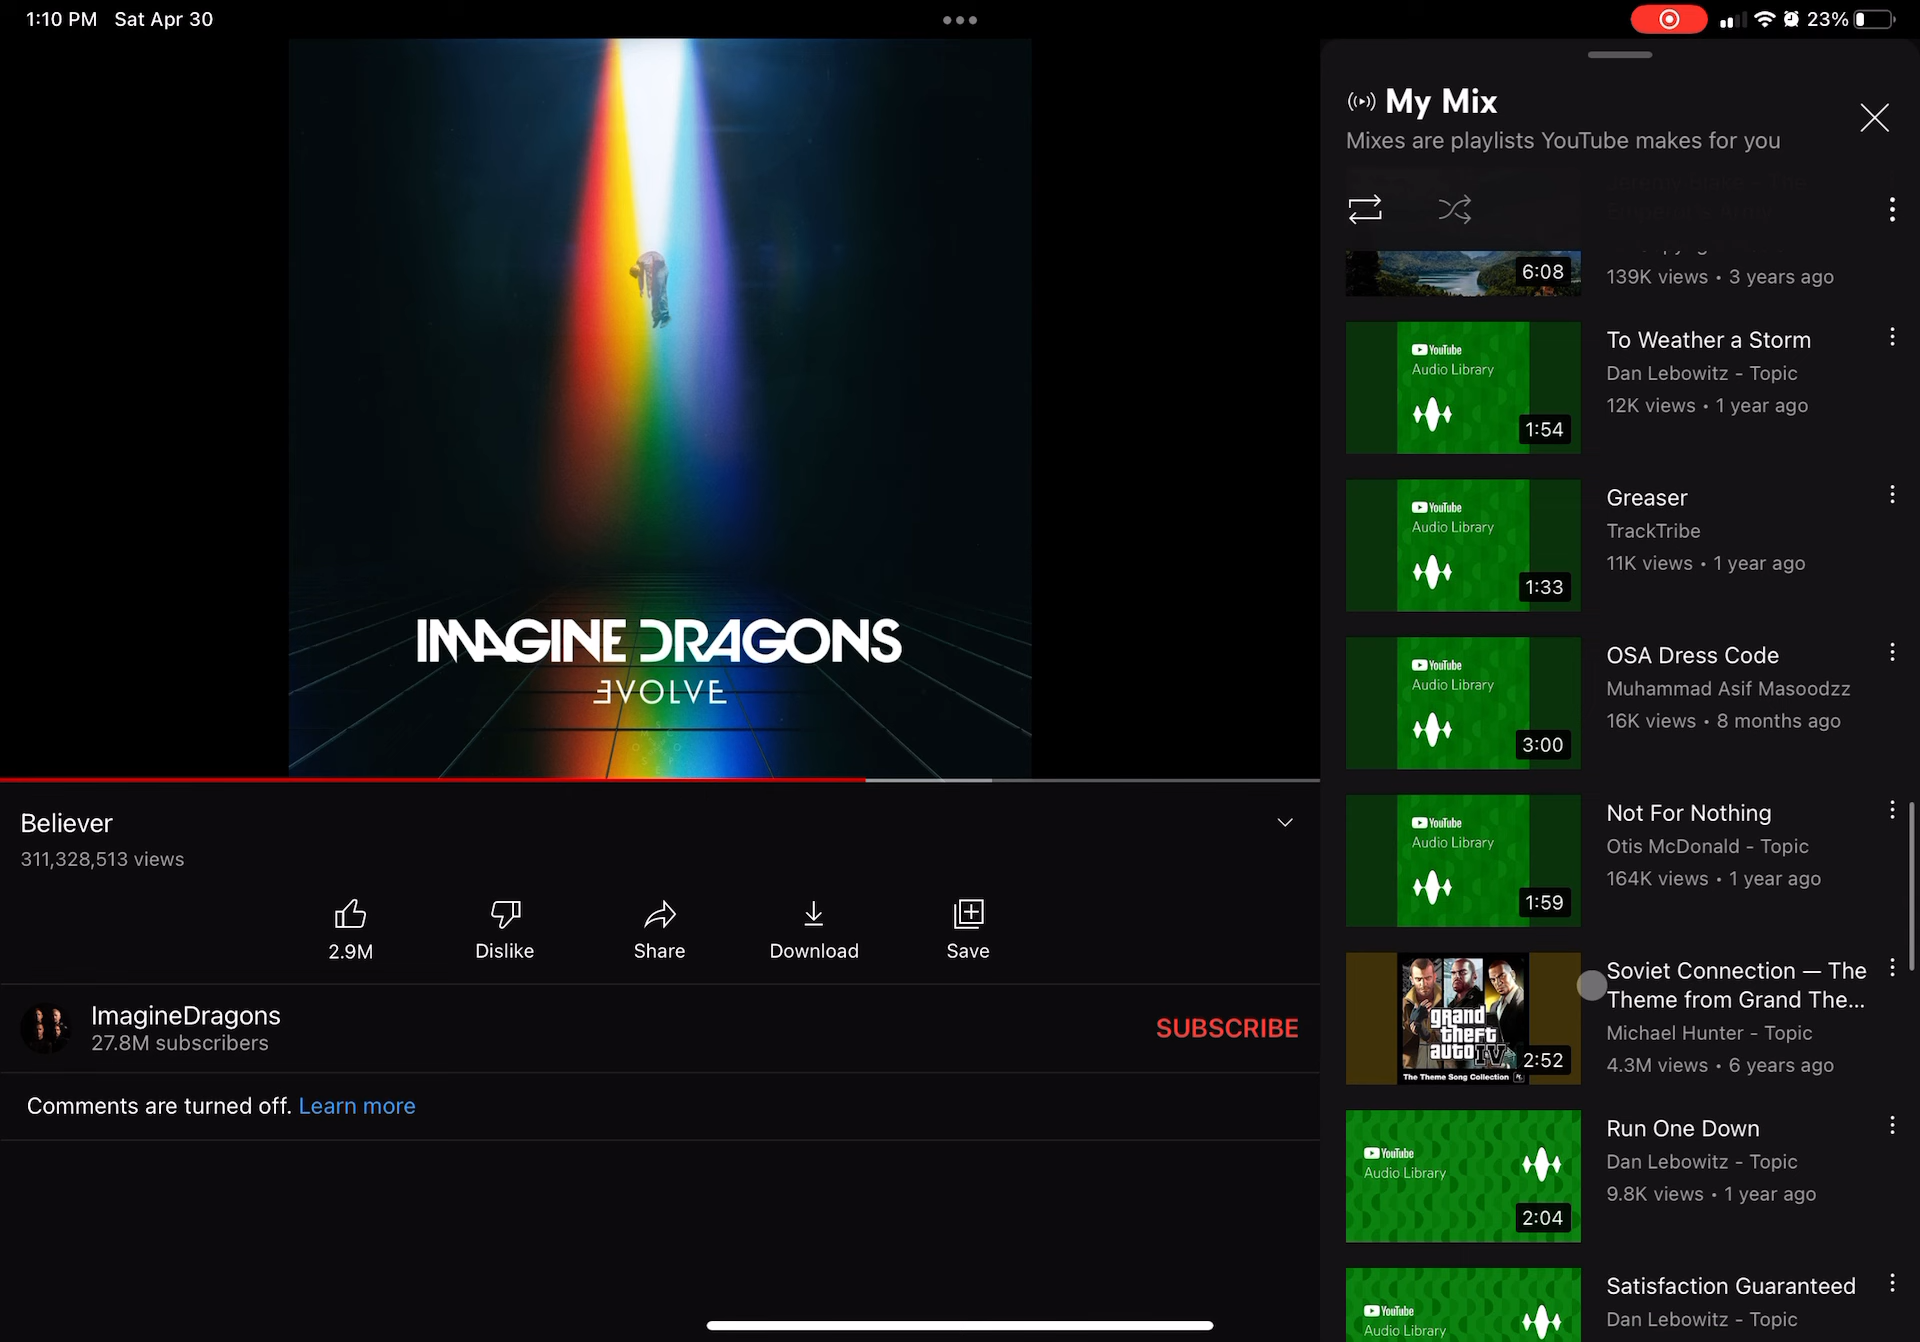 1:10 PM Sat Apr 30
23%
IMAGINE DRAGONS
EVOLVE
Believer
311,328,513 views
2.9M
Dislike
Share
Download
Save
ImagineDragons
27.8M subscribers
SUBSCRIBE
Comments are turned off. Learn more
My Mix
Mixes are playlists YouTube makes for you
6:08
139K views • 3 years ago
YouTube
Audio Library
1:54
To Weather a Storm
Dan Lebowitz - Topic
12K views • 1 year ago
YouTube
Audio Library
1:33
Greaser
TrackTribe
11K views • 1 year ago
YouTube
Audio Library
3:00
OSA Dress Code
Muhammad Asif Masoodzz
16K views • 8 months ago
YouTube
Audio Library
1:59
Not For Nothing
Otis McDonald - Topic
164K views • 1 year ago
grand
theft
auto IV
The Theme Song Collection
2:52
Soviet Connection — The
Theme from Grand The...
Michael Hunter - Topic
4.3M views • 6 years ago
YouTube
Audio Library
2:04
Run One Down
Dan Lebowitz - Topic
9.8K views • 1 year ago
YouTube
Audio Library
Satisfaction Guaranteed
Dan Lebowitz - Topic